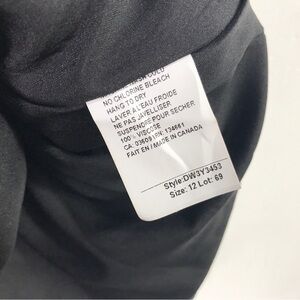 COLD
NO CHLORINE BLEACH
HANG TO DRY
LAVER A L'EAU FROIDE
NE PAS JAVELLISER
SUSPENDRE POUR SECHER
100% VISCOSE
FAIT EN / MADE IN CANADA
Style:DW3Y3453
Size: 12 Lot: 69